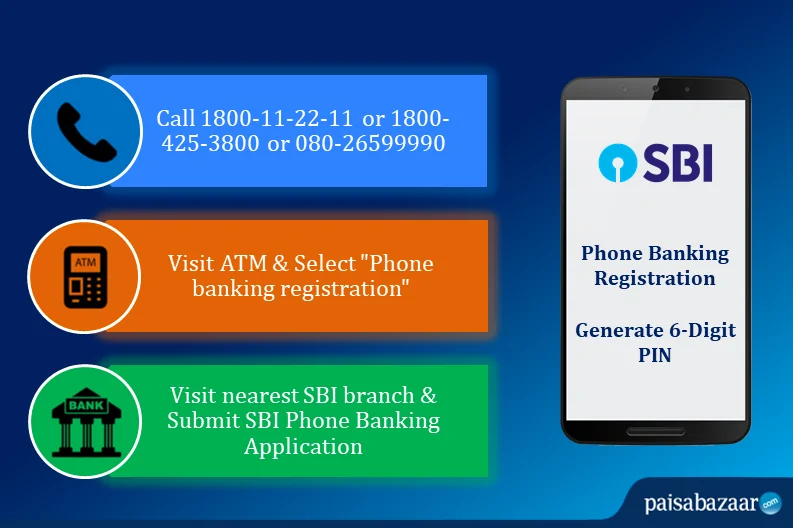 Call 1800-11-22-11 or 1800-
425-3800 or 080-26599990
ATM
Visit ATM & Select "Phone
banking registration"
BANK
Visit nearest SBI branch &
Submit SBI Phone Banking
Application
SBI
Phone Banking
Registration
Generate 6-Digit
PIN
paisabazaar.com